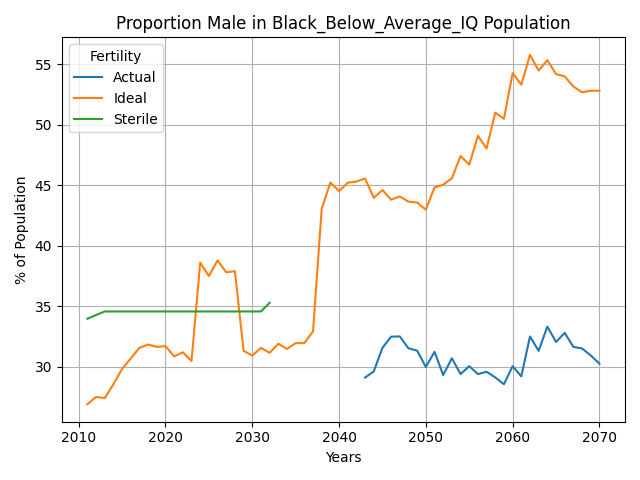 Proportion Male in Black_Below_Average_IQ Population
Fertility
Actual
Ideal
Sterile
% of Population
55
50
45
40
35
30
2010 2020 2030 2040 2050 2060 2070
Years